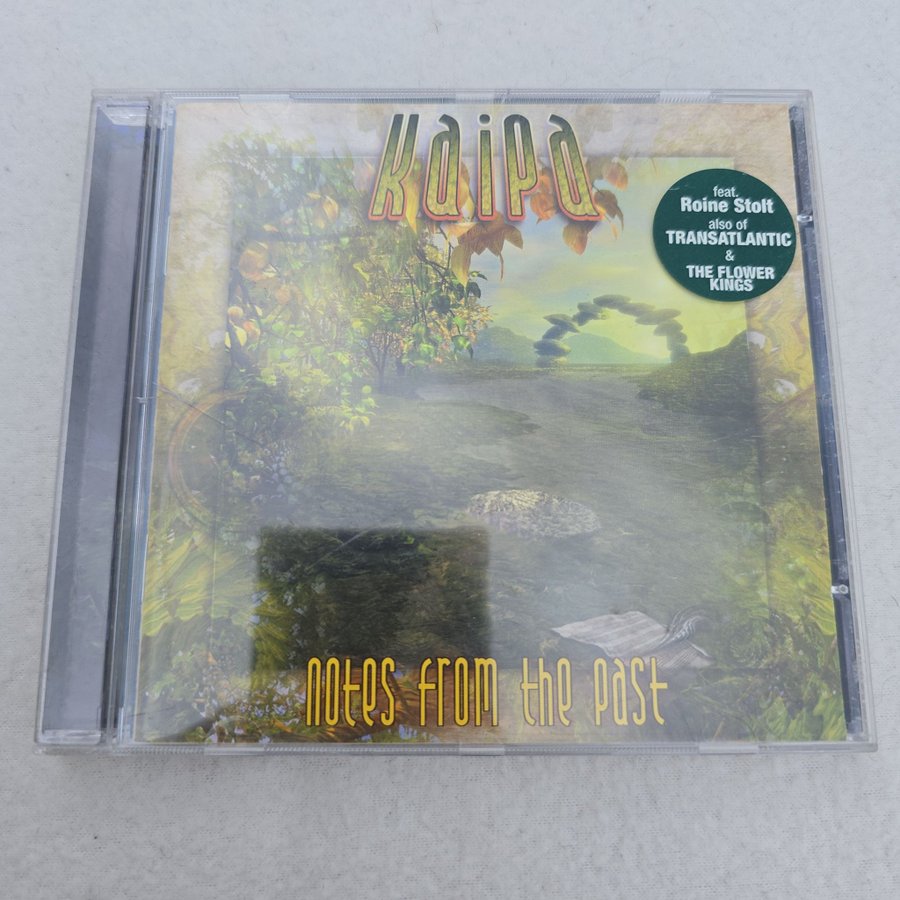 Kaipa
feat.
Roine Stolt
also of
TRANSATLANTIC
&
THE FLOWER
KINGS
notes from the past